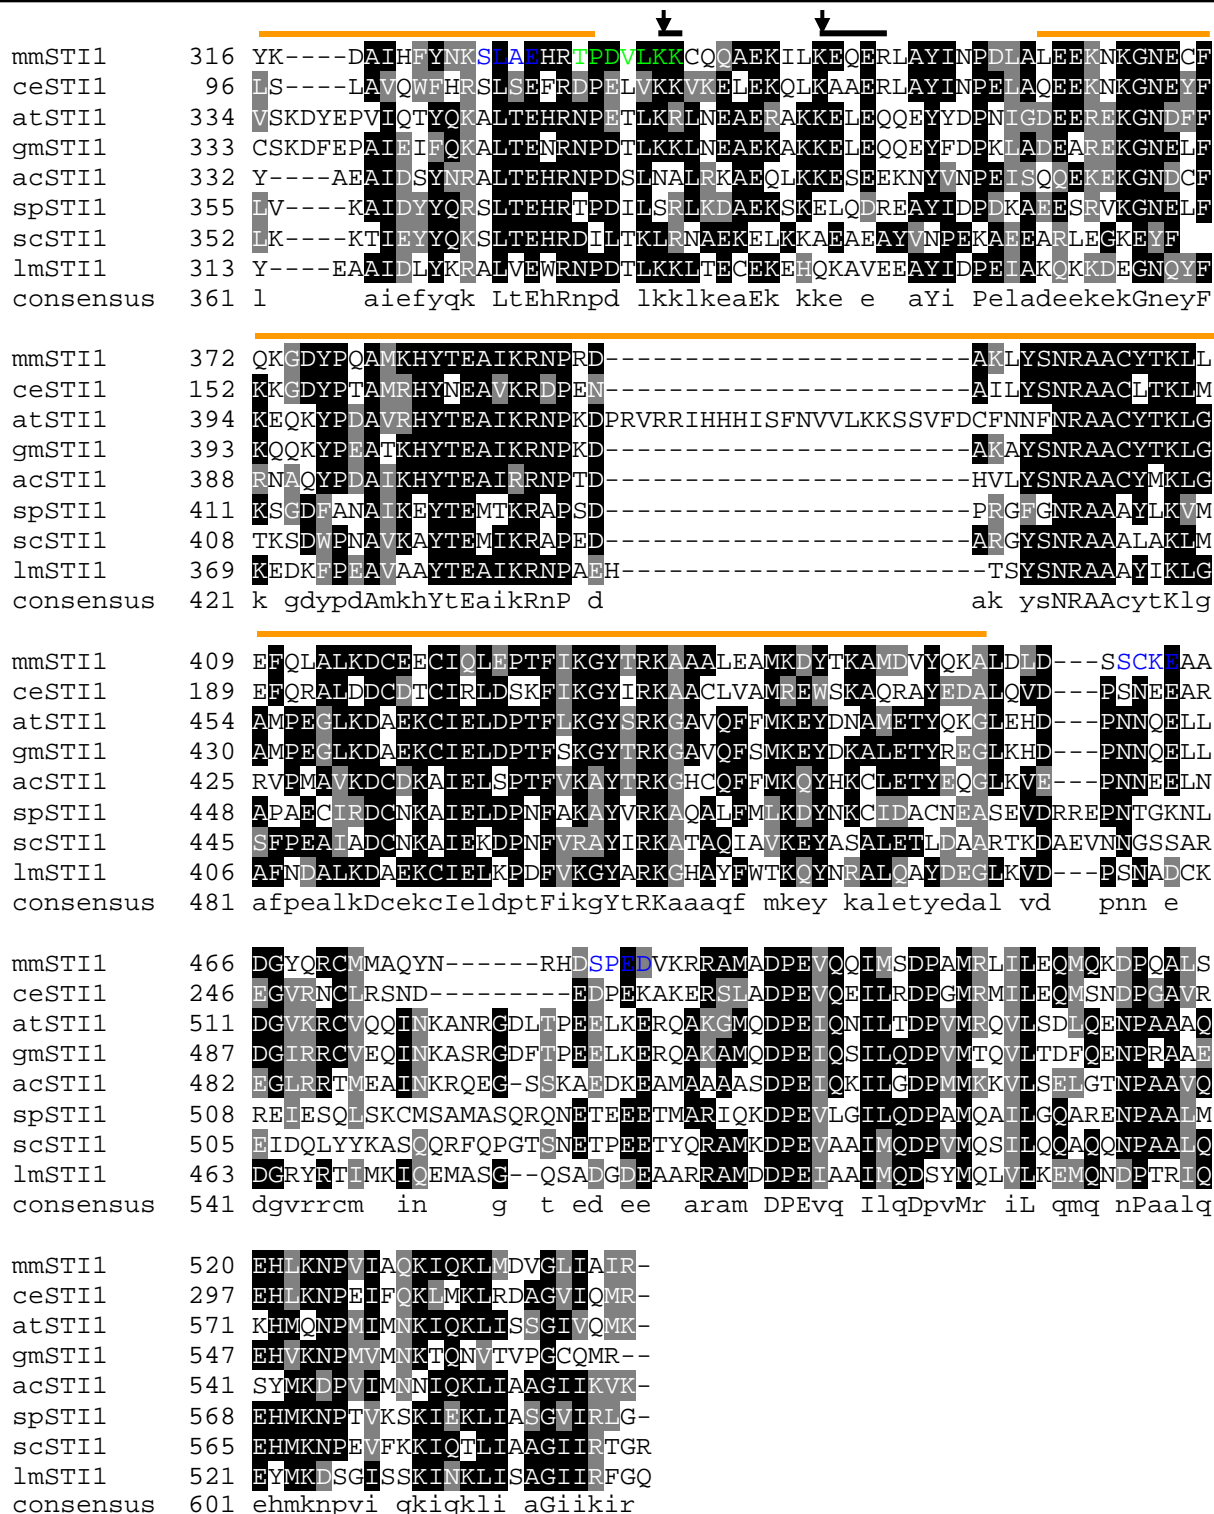 mmSTI1 316 YK----DAIHFYNKSLAEHRTPDVLKKCQQAEKILKEQERLAYINPDLALEEKNKGNECF
ceSTI1 96 LS----LAVQWFHRSLSEFRDPELVKKVKELEKQLKAAERLAYINPELAQEEKNKGNEYF
atSTI1 334 VSKDYEPVIQTYQKALTEHRNPETLKRLNEAERAKKELEQQEYYDPNIGDEEREKGNDFF
gmSTI1 333 CSKDFEPAIEIFQKALTENRNPDTLKKLNEAEKAKKELEQQEYFDPKLADEAREKGNELF
acSTI1 332 Y----AEAIDSYNRALTEHRNPDSLNALRKAEQLKKESEEKNYVNPEISQQEKEKGNDCF
spSTI1 355 LV----KAIDYYQRSLTEHRTPDILSRLKDAEKSKELQDREAYIDPDKAEESRVKGNELF
scSTI1 352 LK----KTIEYYQKSLTEHRDILTKLRNAEKELKKAEAEAYVNPEKAEEARLEGKEYF
lmSTI1 313 Y----EAAIDLYKRALVEWRNPDTLKKLTECEKEHQKAVEEAYIDPEIAKQKKDEGNQYF
consensus 361 l aiefyqk LtEhRnpd lkklkeaEk kke e aYi PeladeekekGneyF
mmSTI1 372 QKGDYPQAMKHYTEAIKRNPRD-----------------------AKLYSNRAACYTKLL
ceSTI1 152 KKGDYPTAMRHYNEAVKRDPEN-----------------------AILYSNRAACLTKLM
atSTI1 394 KEQKYPDAVRHYTEAIKRNPKDPRVRRIHHHISFNVVLKKSSVFDCFNNFNRAACYTKLG
gmSTI1 393 KQQKYPEATKHYTEAIKRNPKD-----------------------AKAYSNRAACYTKLG
acSTI1 388 RNAQYPDAIKHYTEAIRRNPTD-----------------------HVLYSNRAACYMKLG
spSTI1 411 KSGDFANAIKEYTEMTKRAPSD-----------------------PRGFGNRAAAYLKVM
scSTI1 408 TKSDWPNAVKAYTEMIKRAPED-----------------------ARGYSNRAAALAKLM
lmSTI1 369 KEDKFPEAVAAYTEAIKRNPAEH-----------------------TSYSNRAAAYIKLG
consensus 421 k gdypdAmkhYtEaikRnP d ak ysNRAAcytKlg
mmSTI1 409 EFQLALKDCEECIQLEPTFIKGYTRKAAALEAMKDYTKAMDVYQKALDLD---SSCKEAA
ceSTI1 189 EFQRALDDCDTCIRLDSKFIKGYIRKAACLVAMREWSKAQRAYEDALQVD---PSNEEAR
atSTI1 454 AMPEGLKDAEKCIELDPTFLKGYSRKGAVQFFMKEYDNAMETYQKGLEHD---PNNQELL
gmSTI1 430 AMPEGLKDAEKCIELDPTFSKGYTRKGAVQFSMKEYDKALETYREGLKHD---PNNQELL
acSTI1 425 RVPMAVKDCDKAIELSPTFVKAYTRKGHCQFFMKQYHKCLETYEQGLKVE---PNNEELN
spSTI1 448 APAECIRDCNKAIELDPNFAKAYVRKAQALFMLKDYNKCIDACNEASEVDRREPNTGKNL
scSTI1 445 SFPEAIADCNKAIEKDPNFVRAYIRKATAQIAVKEYASALETLDAARTKDAEVNNGSSAR
lmSTI1 406 AFNDALKDAEKCIELKPDFVKGYARKGHAYFWTKQYNRALQAYDEGLKVD---PSNADCK
consensus 481 afpealkDcekcIeldptFikgYtRKaaaqf mkey kaletyedal vd pnn e
mmSTI1 466 DGYQRCMMAQYN------RHDSPEDVKRRAMADPEVQQIMSDPAMRLILEQMQKDPQALS
ceSTI1 246 EGVRNCLRSND---------EDPEKAKERSLADPEVQEILRDPGMRMILEQMSNDPGAVR
atSTI1 511 DGVKRCVQQINKANRGDLTPEELKERQAKGMQDPEIQNILTDPVMRQVLSDLQENPAAAQ
gmSTI1 487 DGIRRCVEQINKASRGDFTPEELKERQAKAMQDPEIQSILQDPVMTQVLTDFQENPRAAE
acSTI1 482 EGLRRTMEAINKRQEG-SSKAEDKEAMAAAASDPEIQKILGDPMMKKVLSELGTNPAAVQ
spSTI1 508 REIESQLSKCMSAMASQRQNETEEETMARIQKDPEVLGILQDPAMQAILGQARENPAALM
scSTI1 505 EIDQLYYKASQQRFQPGTSNETPEETYQRAMKDPEVAAIMQDPVMQSILQQAQQNPAALQ
lmSTI1 463 DGRYRTIMKIQEMASG--QSADGDEAARRAMDDPEIAAIMQDSYMQLVLKEMQNDPTRIQ
consensus 541 dgvrrcm in g t ed ee aram DPEvq IlqDpvMr iL qmq nPaalq
mmSTI1 520 EHLKNPVIAQKIQKLMDVGLIAIR-
ceSTI1 297 EHLKNPEIFQKLMKLRDAGVIQMR-
atSTI1 571 KHMQNPMIMNKIQKLISSGIVQMK-
gmSTI1 547 EHVKNPMVMNKTQNVTVPGCQMR--
acSTI1 541 SYMKDPVIMNNIQKLIAAGIIKVK-
spSTI1 568 EHMKNPTVKSKIEKLIASGVIRLG-
scSTI1 565 EHMKNPEVFKKIQTLIAAGIIRTGR
lmSTI1 521 EYMKDSGISSKINKLISAGIIRFGQ
consensus 601 ehmknpvi qkiqkli aGiikir